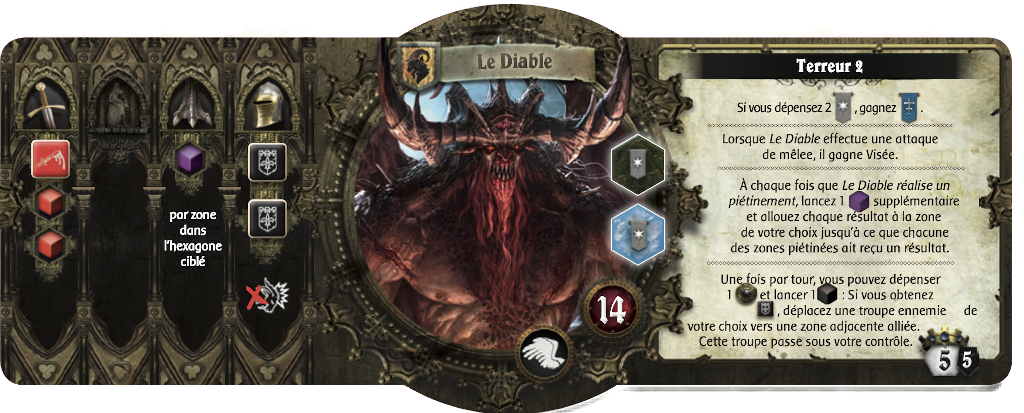 Le Diable
par zone
dans
l'hexagone
ciblé
14
Terreur 2
Si vous dépensez 2 , gagnez .
Lorsque Le Diable effectue une attaque
de mêlee, il gagne Visée.
À chaque fois que Le Diable réalise un
piétinement, lancez 1 supplémentaire
et allouez chaque résultat à la zone
de votre choix jusqu'à ce que chacune
des zones piétinées ait reçu un résultat.
Une fois par tour, vous pouvez dépenser
1 et lancer 1 : Si vous obtenez
, déplacez une troupe ennemie de
votre choix vers une zone adjacente alliée.
Cette troupe passe sous votre contrôle.
5 5